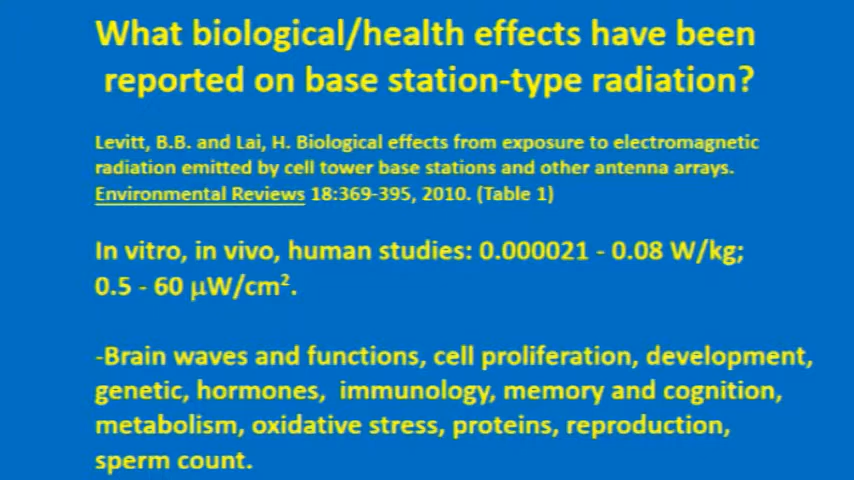 What biological/health effects have been
reported on base station-type radiation?
Levitt, B.B. and Lai, H. Biological effects from exposure to electromagnetic
radiation emitted by cell tower base stations and other antenna arrays.
Environmental Reviews 18:369-395, 2010. (Table 1)
In vitro, in vivo, human studies: 0.000021 - 0.08 W/kg;
0.5 - 60 μW/cm².
-Brain waves and functions, cell proliferation, development,
genetic, hormones, immunology, memory and cognition,
metabolism, oxidative stress, proteins, reproduction,
sperm count.